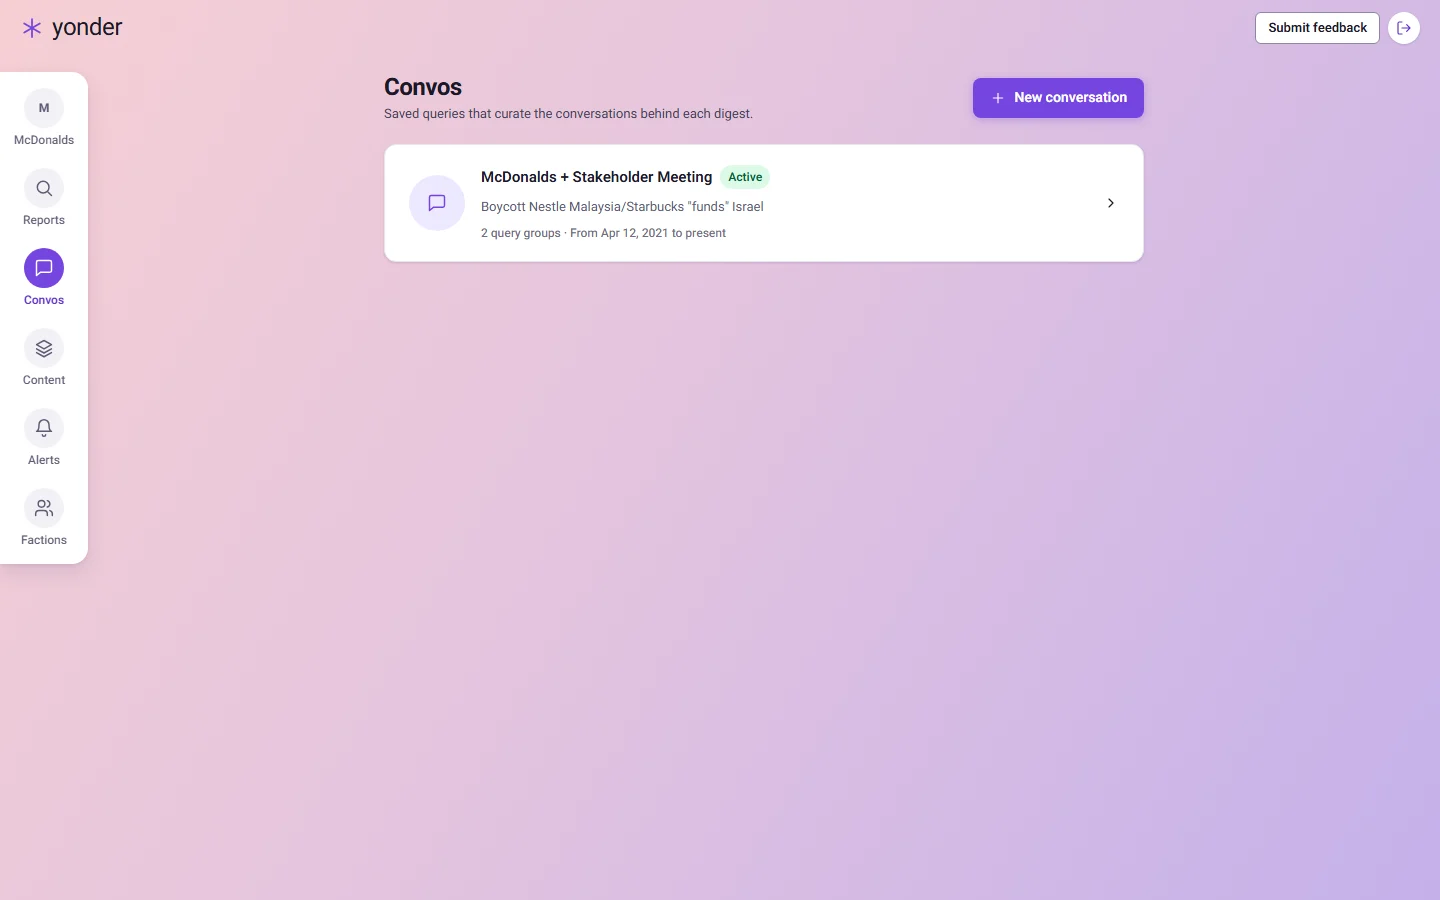 yonder
Submit feedback
M
McDonalds
Reports
Convos
Content
Alerts
Factions
Convos
Saved queries that curate the conversations behind each digest.
New conversation
McDonalds + Stakeholder Meeting
Active
Boycott Nestle Malaysia/Starbucks "funds" Israel
2 query groups · From Apr 12, 2021 to present